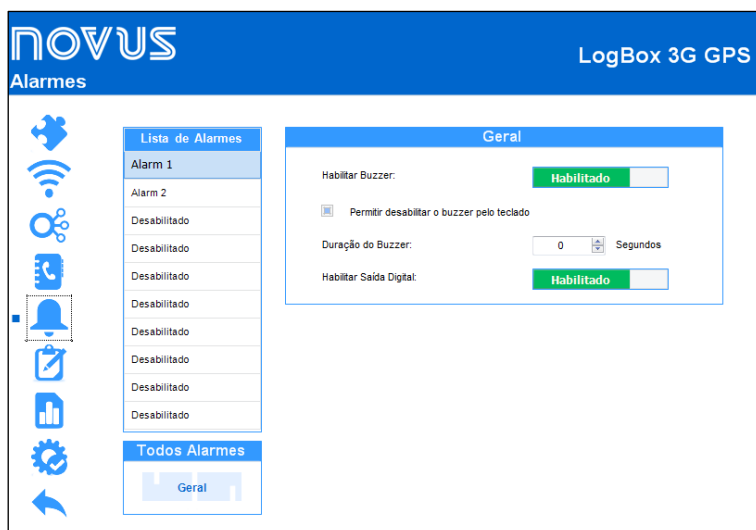 NOVUS
LogBox 3G GPS
Alarmes
Lista de Alarmes
Alarm 1
Alarm 2
Desabilitado
Desabilitado
Desabilitado
Desabilitado
Desabilitado
Desabilitado
Desabilitado
Desabilitado
Todos Alarmes
Geral
Geral
Habilitar Buzzer:
Habilitado
Permitir desabilitar o buzzer pelo teclado
Duração do Buzzer:
0
Segundos
Habilitar Saída Digital:
Habilitado